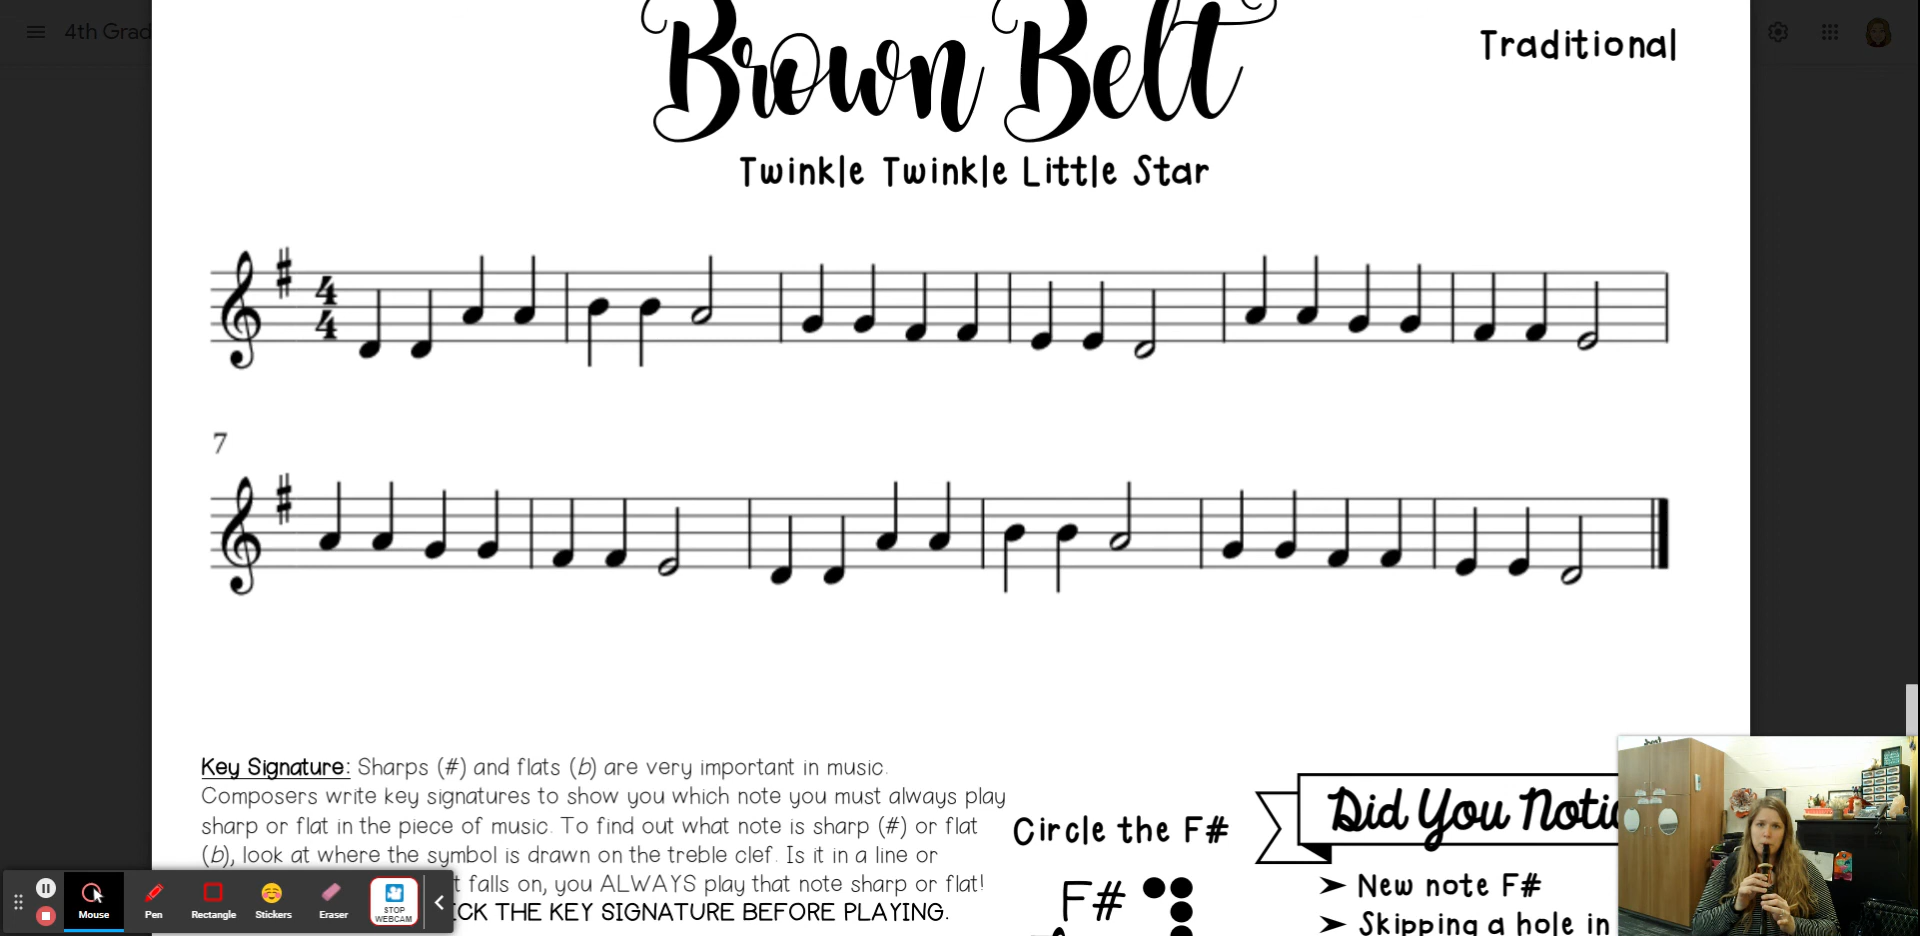 4th Grad
Brown Belt
Traditional
Twinkle Twinkle Little Star
4
4
7
Key Signature: Sharps (#) and flats (b) are very important in music.
Composers write key signatures to show you which note you must always play
sharp or flat in the piece of music. To find out what note is sharp (#) or flat
(b), look at where the symbol is drawn on the treble clef. Is it in a line or
falls on, you ALWAYS play that note sharp or flat!
THE KEY SIGNATURE BEFORE PLAYING.
Circle the F#
F#
Did You
➤ New note F#
➤ Skipping a hole in
Mouse
Pen
Rectangle
Stickers
Eraser
STOP
WEBCAM